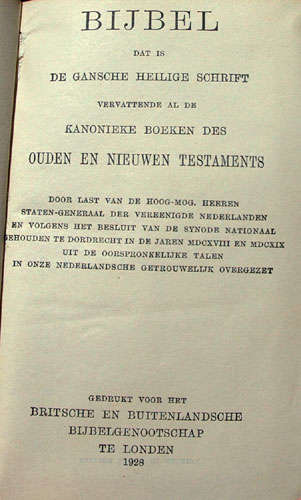 BIJBEL
DAT IS
DE GANSCHE HEILIGE SCHRIFT
VERVATTENDE AL DE
KANONIEKE BOEKEN DES
OUDEN EN NIEUWEN TESTAMENTS
DOOR LAST VAN DE HOOG-MOG. HEEREN
STATEN-GENERAAL DER VEREENIGDE NEDERLANDEN
EN VOLGENS HET BESLUIT VAN DE SYNODE NATIONAAL
GEHOUDEN TE DORDRECHT IN DE JAREN MDCXVIII EN MDCXIX
UIT DE OORSPRONKELIJKE TALEN
IN ONZE NEDERLANDSCHE GETROUWELIJK OVERGEZET
GEDRUKT VOOR HET
BRITSCHE EN BUITENLANDSCHE
BIJBELGENOOTSCHAP
TE LONDEN
1928